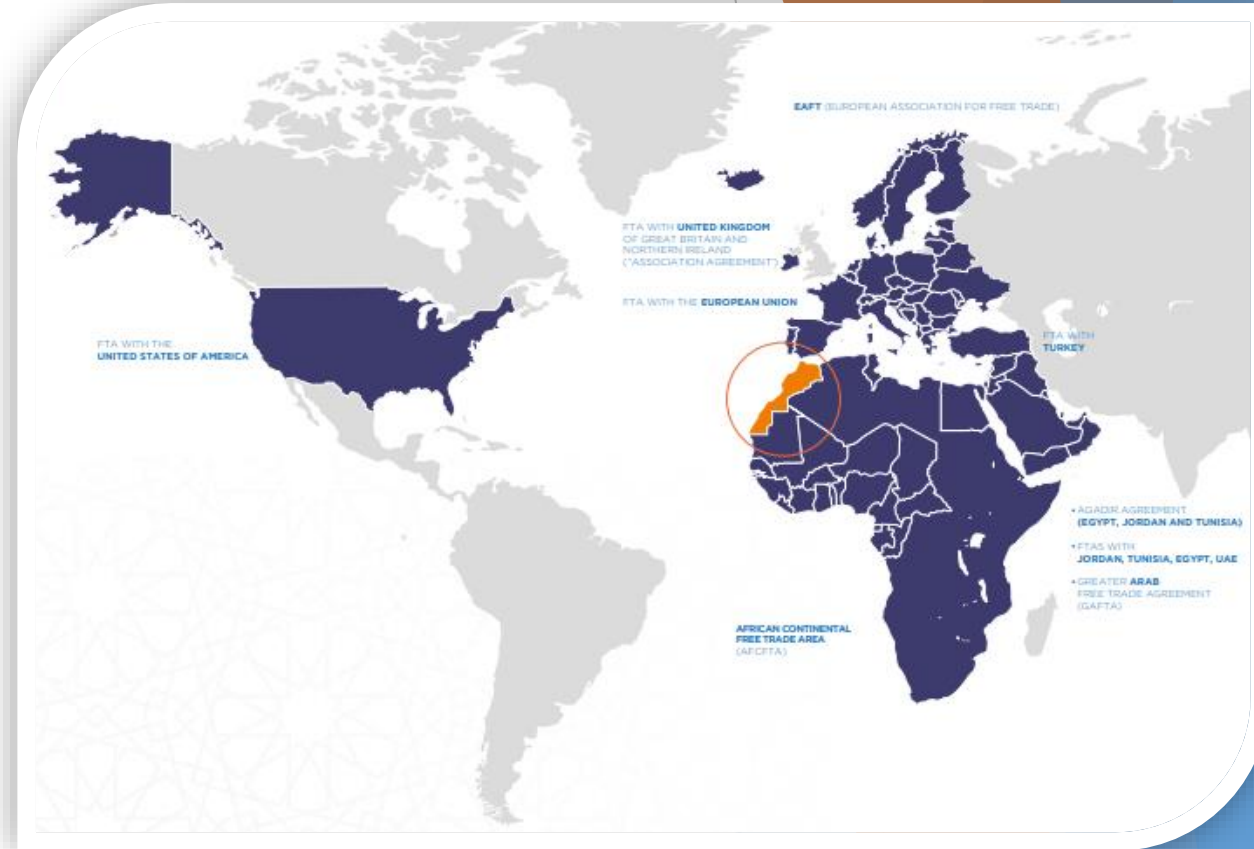 EAFT (EUROPEAN ASSOCIATION FOR FREE TRADE)
FTA WITH UNITED KINGDOM
OF GREAT BRITAIN AND
NORTHERN IRELAND
("ASSOCIATION AGREEMENT")
FTA WITH THE EUROPEAN UNION
FTA WITH THE
UNITED STATES OF AMERICA
FTA WITH
TURKEY
• AGADIR AGREEMENT
(EGYPT, JORDAN AND TUNISIA)
• FTAS WITH
JORDAN, TUNISIA, EGYPT, UAE
• GREATER ARAB
FREE TRADE AGREEMENT
(GAFTA)
AFRICAN CONTINENTAL
FREE TRADE AREA
(AFCFTA)